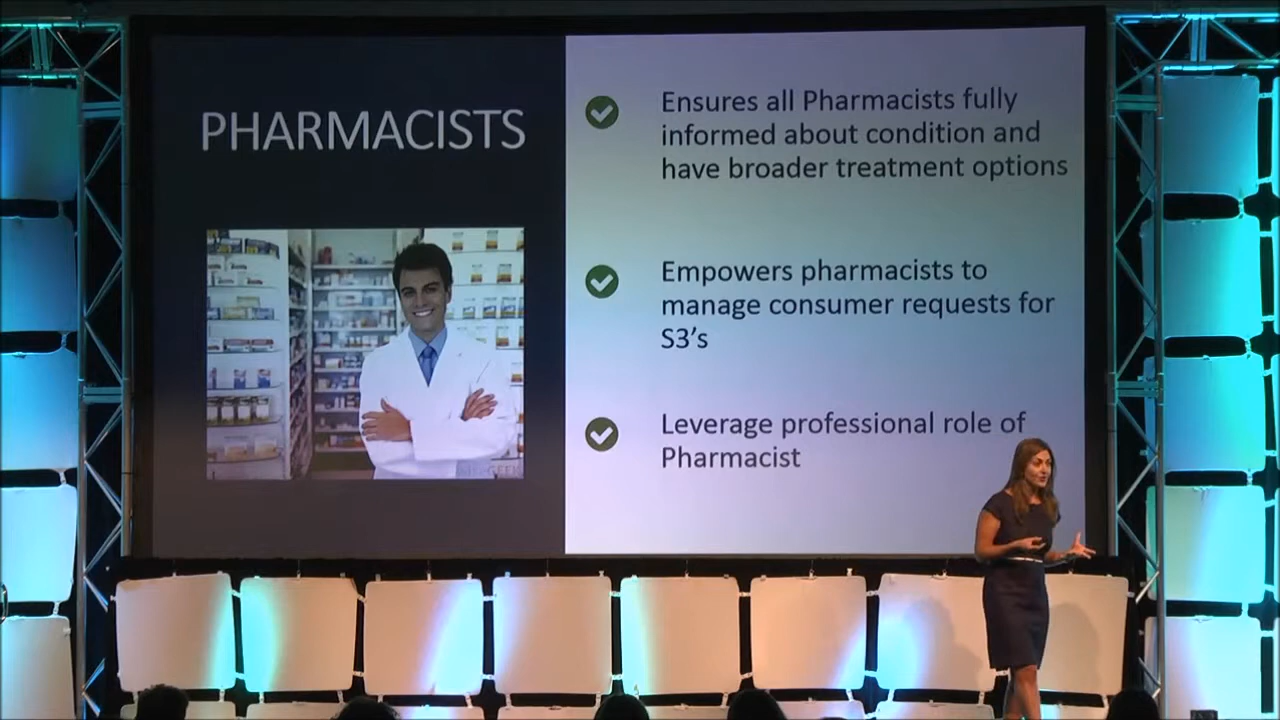 PHARMACISTS
Ensures all Pharmacists fully
informed about condition and
have broader treatment options
Empowers pharmacists to
manage consumer requests for
S3’s
Leverage professional role of
Pharmacist